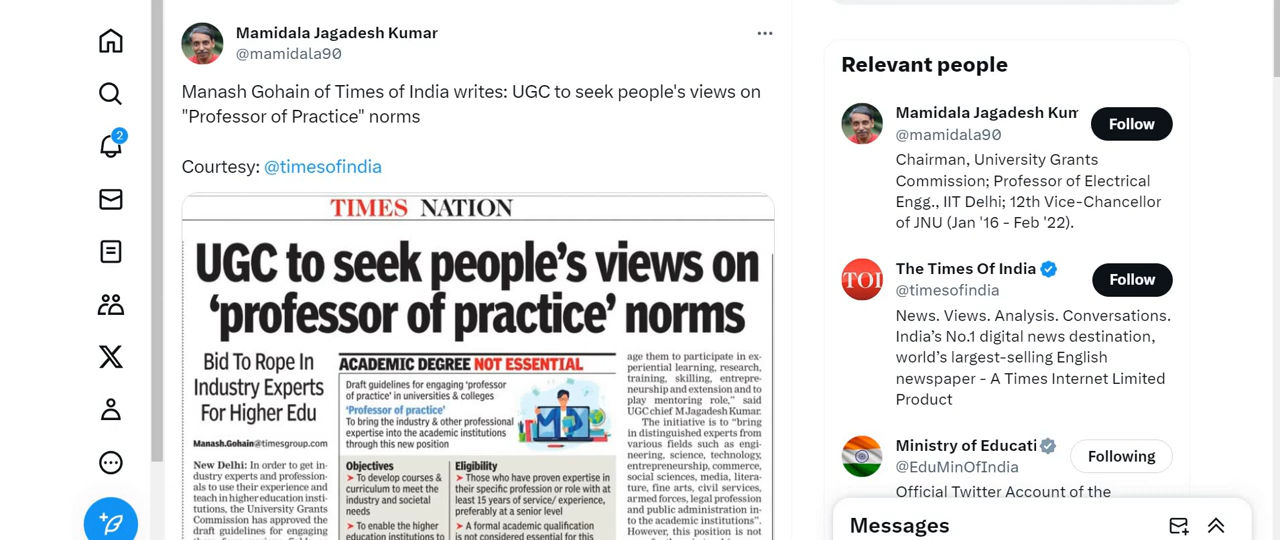 Mamidala Jagadesh Kumar
@mamidala90
Manash Gohain of Times of India writes: UGC to seek people's views on
"Professor of Practice" norms
Courtesy: @timesofindia
TIMES NATION
UGC to seek people's views on
'professor of practice' norms
Bid To Rope In
Industry Experts
For Higher Edu
Manash.Gohain@timesgroup.com
New Delhi: In order to get in-
dustry experts and profession-
als to use their experience and
teach in higher education insti-
tutions, the University Grants
Commission has approved the
draft guidelines for engaging
ACADEMIC DEGREE NOT ESSENTIAL
Draft guidelines for engaging 'professor
of practice' in universities & colleges
'Professor of practice'
To bring the industry & other professional
expertise into the academic institutions
through this new position
Objectives
➤ To develop courses &
curriculum to meet the
industry and societal
needs
➤ To enable the higher
education institutions to
Eligibility
➤ Those who have proven expertise in
their specific profession or role with at
least 15 years of service/ experience,
preferably at a senior level
➤ A formal academic qualification
is not considered essential for this
age them to participate in ex-
periential learning, research,
training, skilling, entrepre-
neurship and extension and to
play mentoring role," said
UGC chief M Jagadesh Kumar.
The initiative is to "bring
in distinguished experts from
various fields such as engi-
neering, science, technology,
entrepreneurship, commerce,
social sciences, media, litera-
ture, fine arts, civil services,
armed forces, legal profession
and public administration in-
to the academic institutions".
However, this position is not
2
Relevant people
Mamidala Jagadesh Kum
@mamidala90
Follow
Chairman, University Grants
Commission; Professor of Electrical
Engg., IIT Delhi; 12th Vice-Chancellor
of JNU (Jan '16 - Feb '22).
TOI
The Times Of India
@timesofindia
Follow
News. Views. Analysis. Conversations.
India's No.1 digital news destination,
world's largest-selling English
newspaper - A Times Internet Limited
Product
Ministry of Educati
@EduMinOfIndia
Following
Official Twitter Account of the
Messages